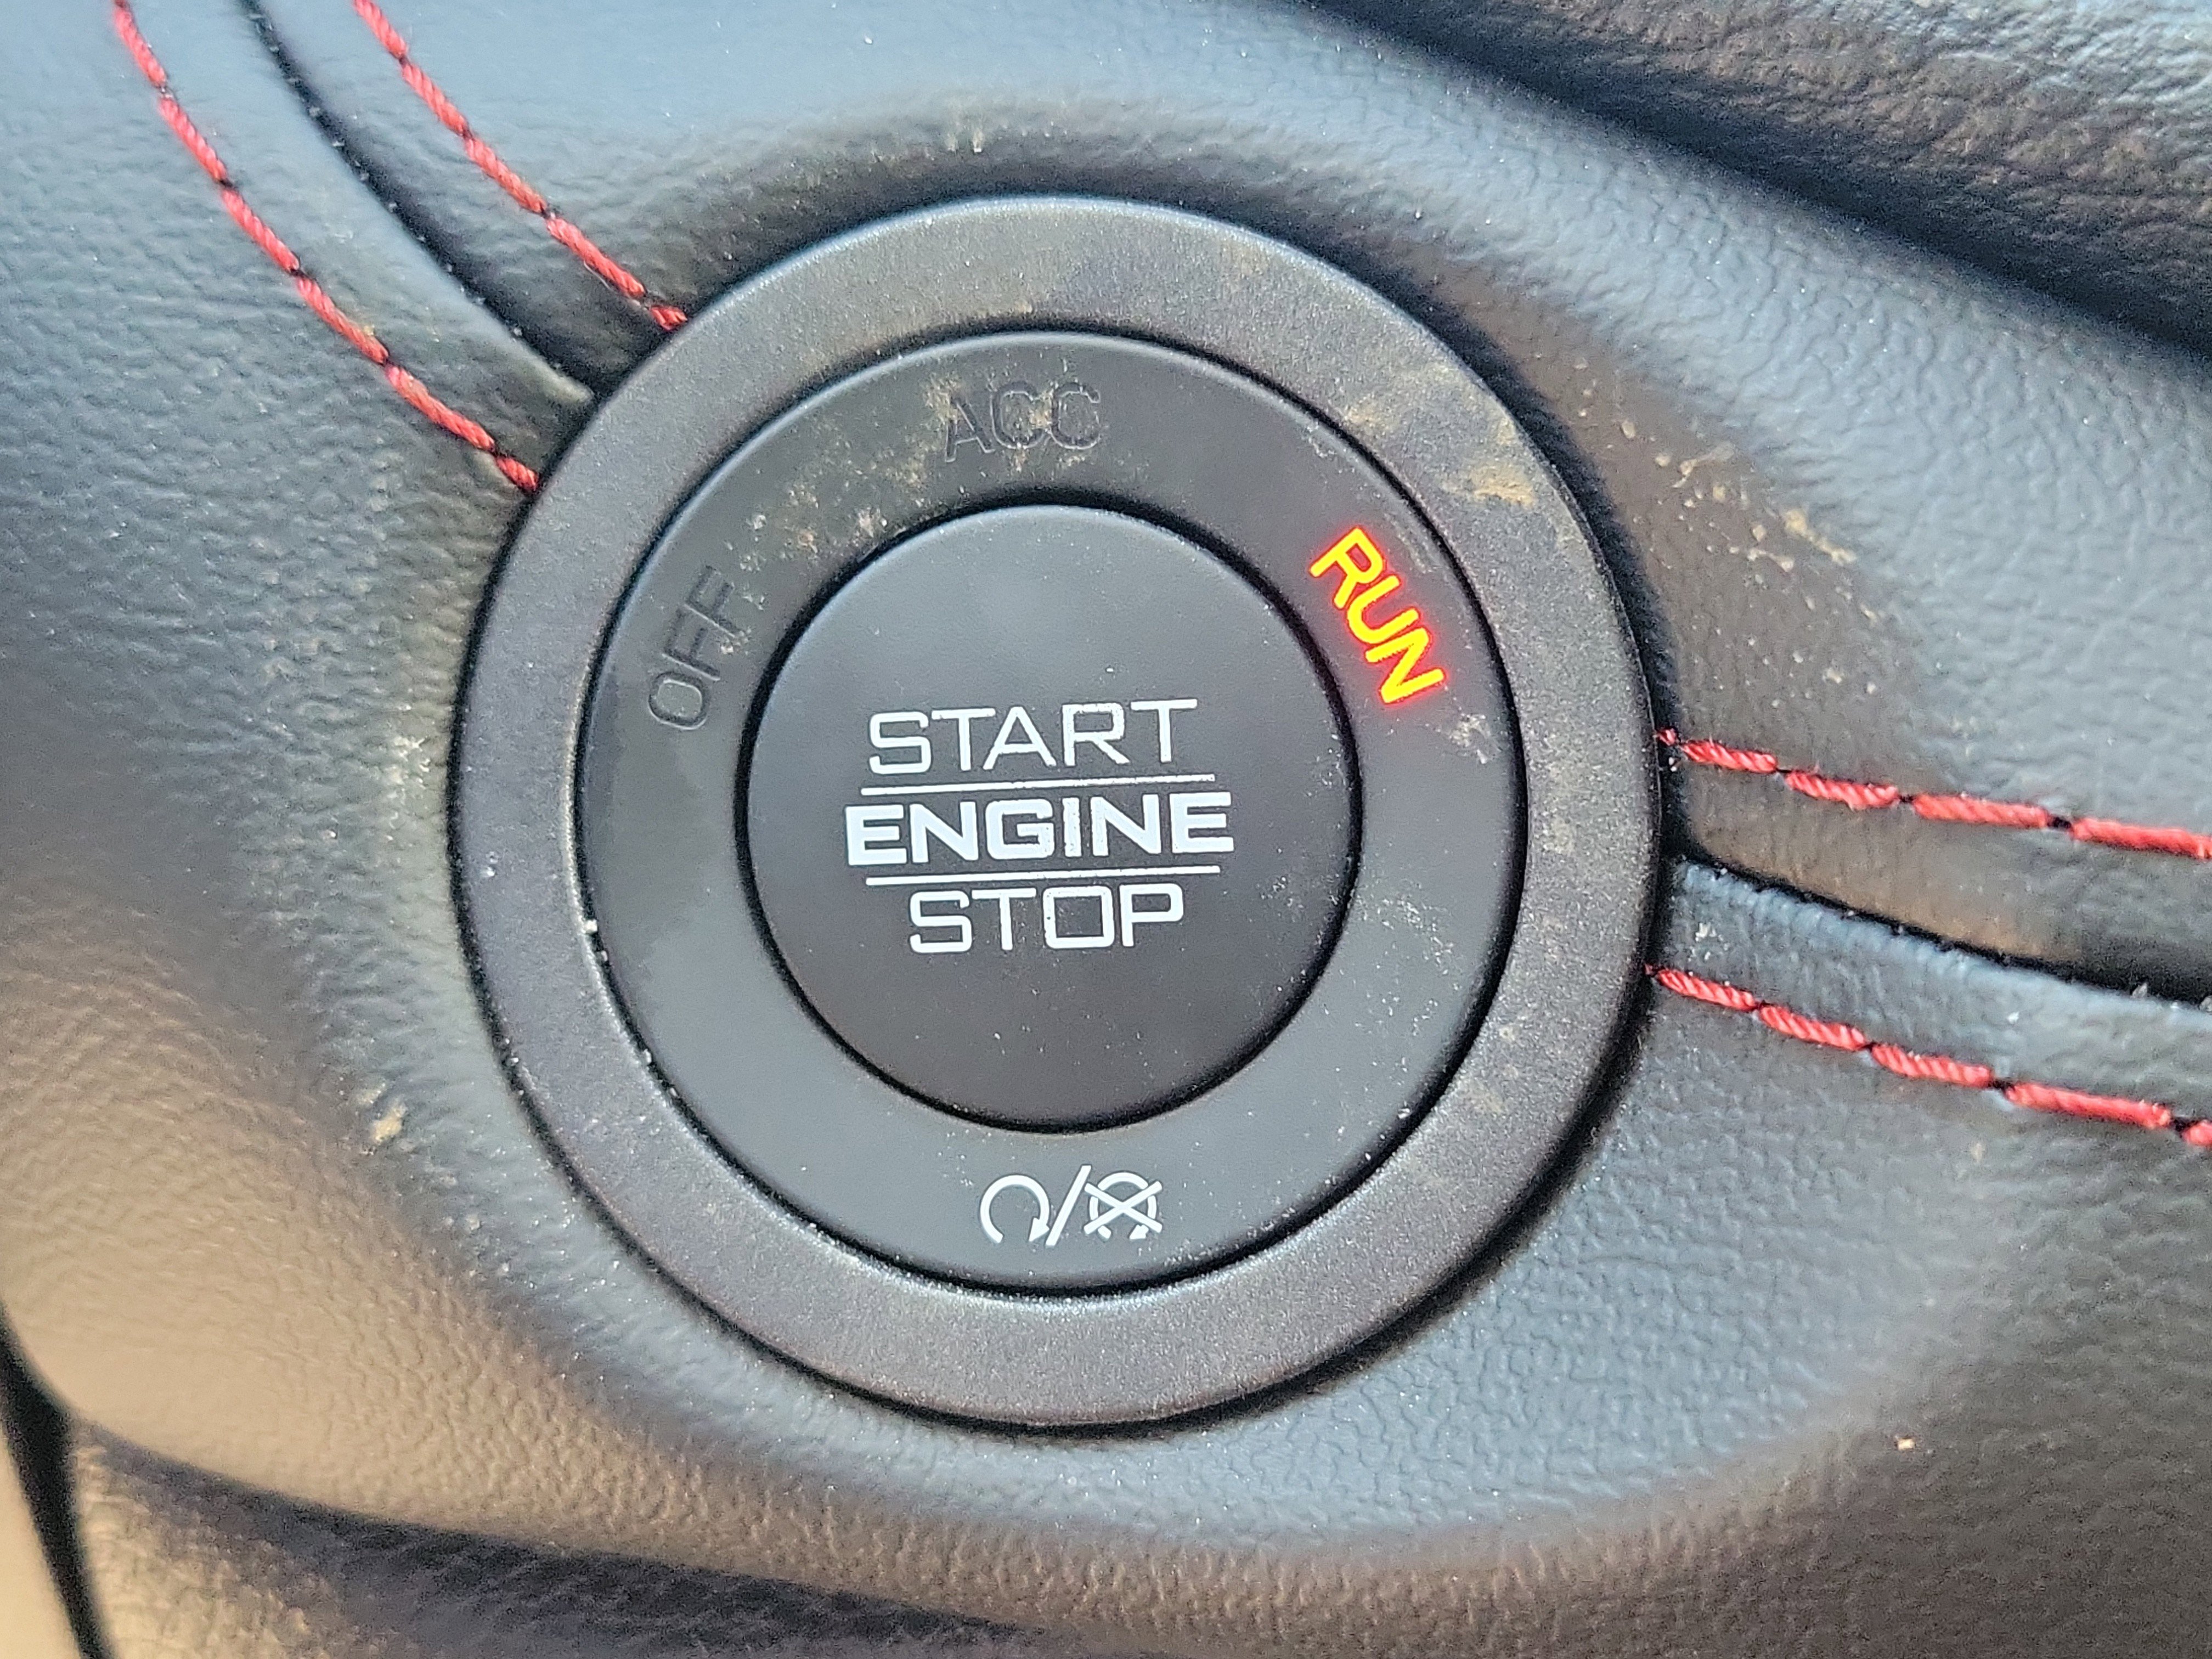 ACC
OFF
RUN
START
ENGINE
STOP